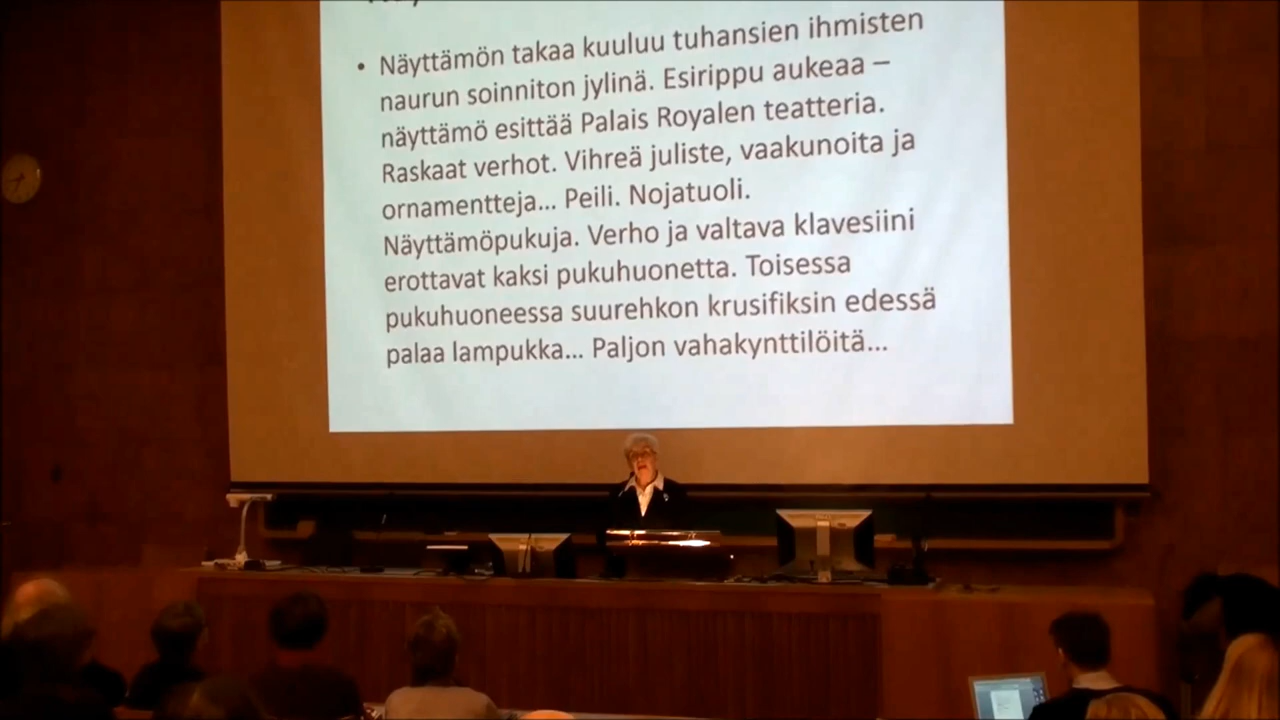 • Näyttämön takaa kuuluu tuhansien ihmisten
naurun soinniton jylinä. Esirippu aukeaa –
näyttämö esittää Palais Royalen teatteria.
Raskaat verhot. Vihreä juliste, vaakunoita ja
ornamentteja... Peili. Nojatuoli.
Näyttämöpukuja. Verho ja valtava klavesiini
erottavat kaksi pukuhuonetta. Toisessa
pukuhuoneessa suurehkon krusifiksin edessä
palaa lampukka... Paljon vahakynttilöitä...